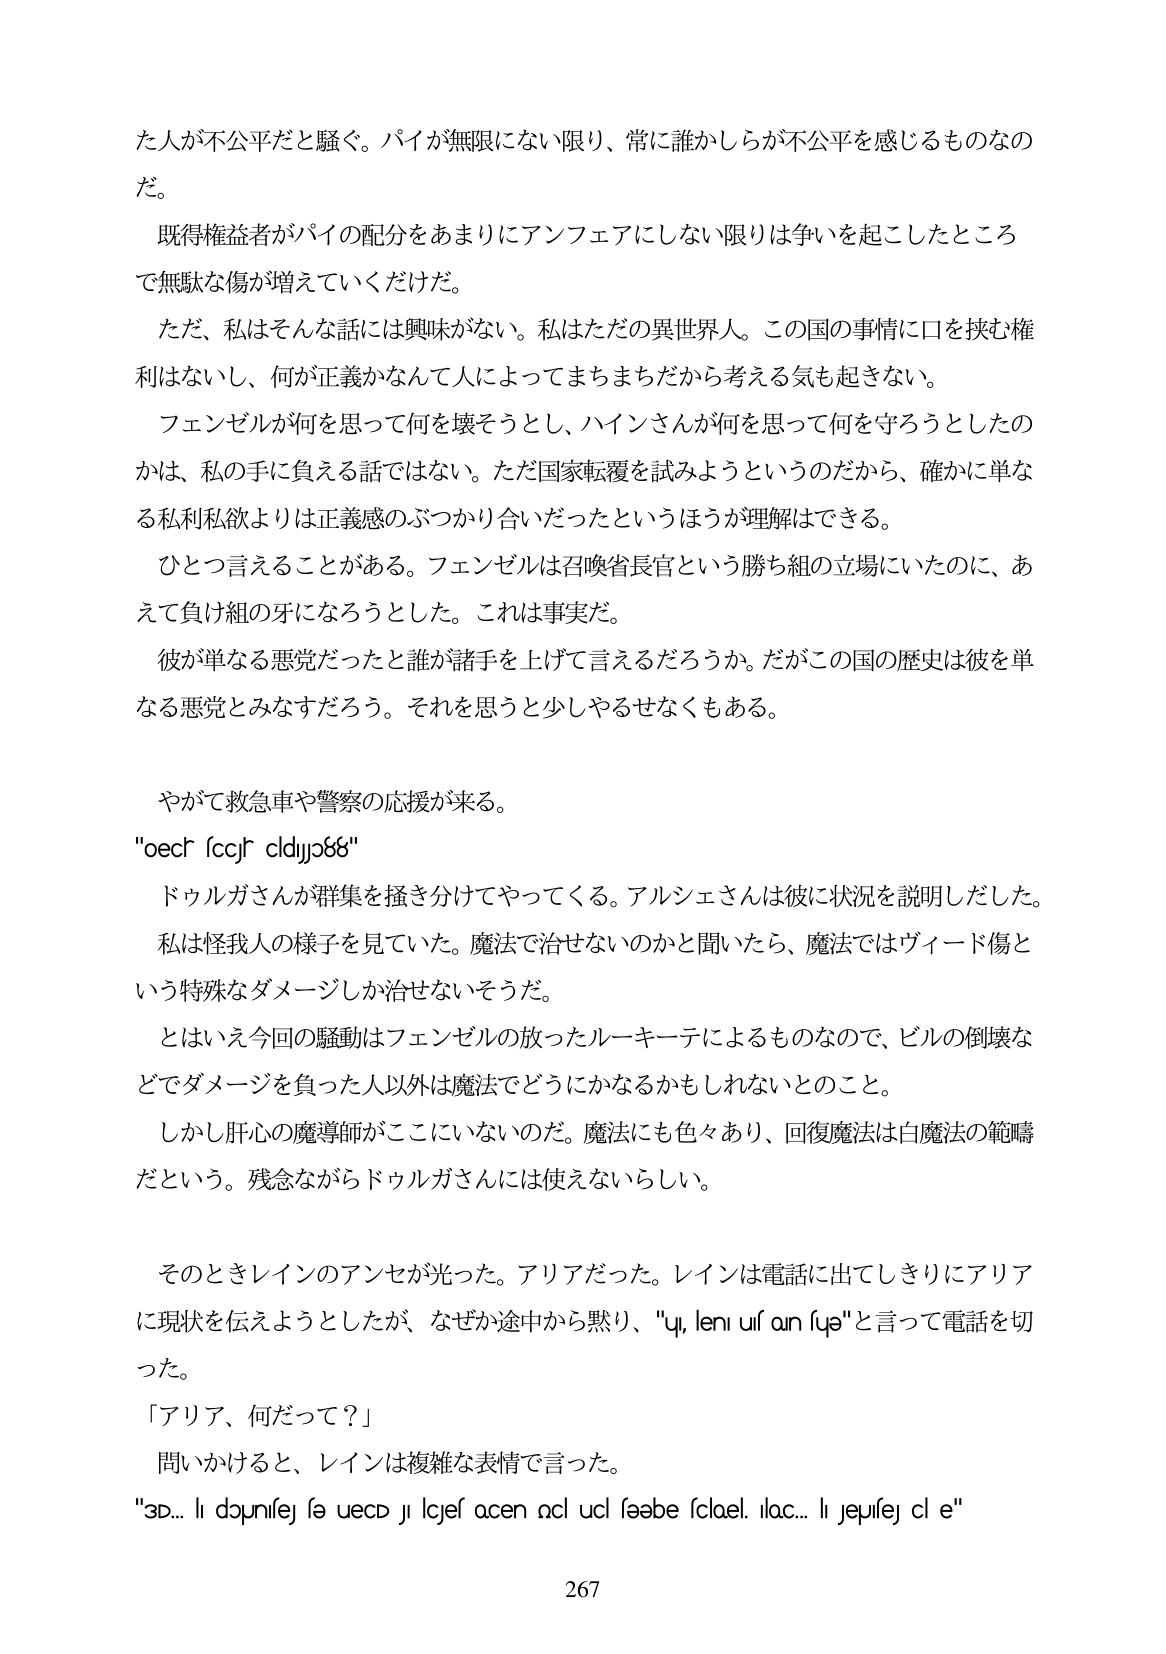 た人が不公平だと騒ぐ。パイが無限にない限り、常に誰かしらが不公平を感じるものなの
だ。
既得権益者がパイの配分をあまりにアンフェアにしない限りは争いを起こしたところ
で無駄な傷が増えていくだけだ。
ただ、私はそんな話には興味がない。私はただの異世界人。この国の事情に口を挟む権
利はないし、何が正義かなんて人によってまちまちだから考える気も起きない。
フェンゼルが何を思って何を壊そうとし、ハインさんが何を思って何を守ろうとしたの
かは、私の手に負える話ではない。ただ国家転覆を試みようというのだから、確かに単な
る私利私欲よりは正義感のぶつかり合いだったというほうが理解はできる。
ひとつ言えることがある。フェンゼルは召喚省長官という勝ち組の立場にいたのに、あ
えて負け組の牙になろうとした。これは事実だ。
彼が単なる悪党だったと誰が諸手を上げて言えるだろうか。だがこの国の歴史は彼を単
なる悪党とみなすだろう。それを思うと少しやるせなくもある。
やがて救急車や警察の応援が来る。
ドゥルガさんが群集を掻き分けてやってくる。アルシェさんは彼に状況を説明しだした。
私は怪我人の様子を見ていた。魔法で治せないのかと聞いたら、魔法ではヴィード傷と
いう特殊なダメージしか治せないそうだ。
とはいえ今回の騒動はフェンゼルの放ったルーキーテによるものなので、ビルの倒壊な
どでダメージを負った人以外は魔法でどうにかなるかもしれないとのこと。
しかし肝心の魔導師がここにいないのだ。魔法にも色々あり、回復魔法は白魔法の範疇
だという。残念ながらドゥルガさんには使えないらしい。
そのときレインのアンセが光った。アリアだった。レインは電話に出てしきりにアリア
に現状を伝えようとしたが、なぜか途中から黙り、と言って電話を切
った。
「アリア、何だって？」
問いかけると、レインは複雑な表情で言った。
267